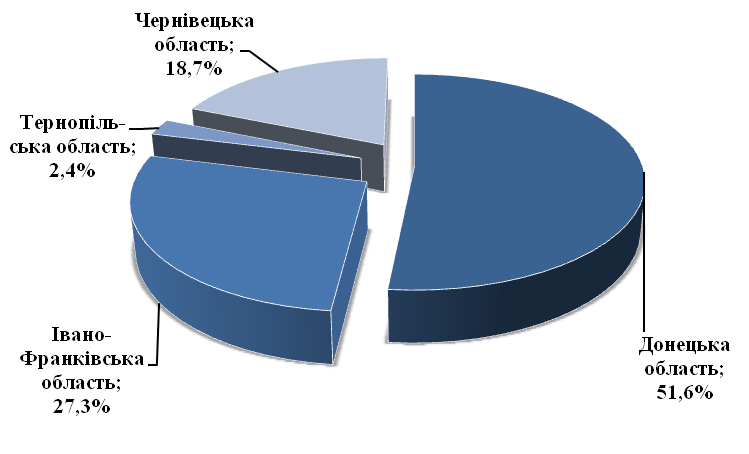 Чернівецька
область;
18,7%
Тернопіль-
ська область;
2,4%
Івано-
Франківська
область;
27,3%
Донецька
область;
51,6%